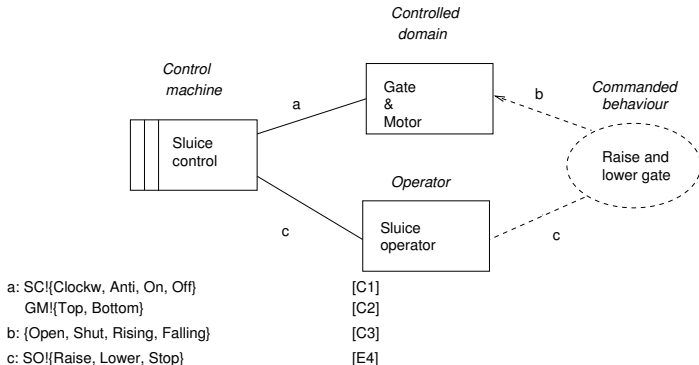 Controlled
domain
Control
machine
a
Gate
&
Motor
b
Commanded
behaviour
Sluice
control
Raise and
lower gate
Operator
c
Sluice
operator
c
a: SC!{Clockw, Anti, On, Off} [C1]
GM!{Top, Bottom} [C2]
b: {Open, Shut, Rising, Falling} [C3]
c: SO!{Raise, Lower, Stop} [E4]